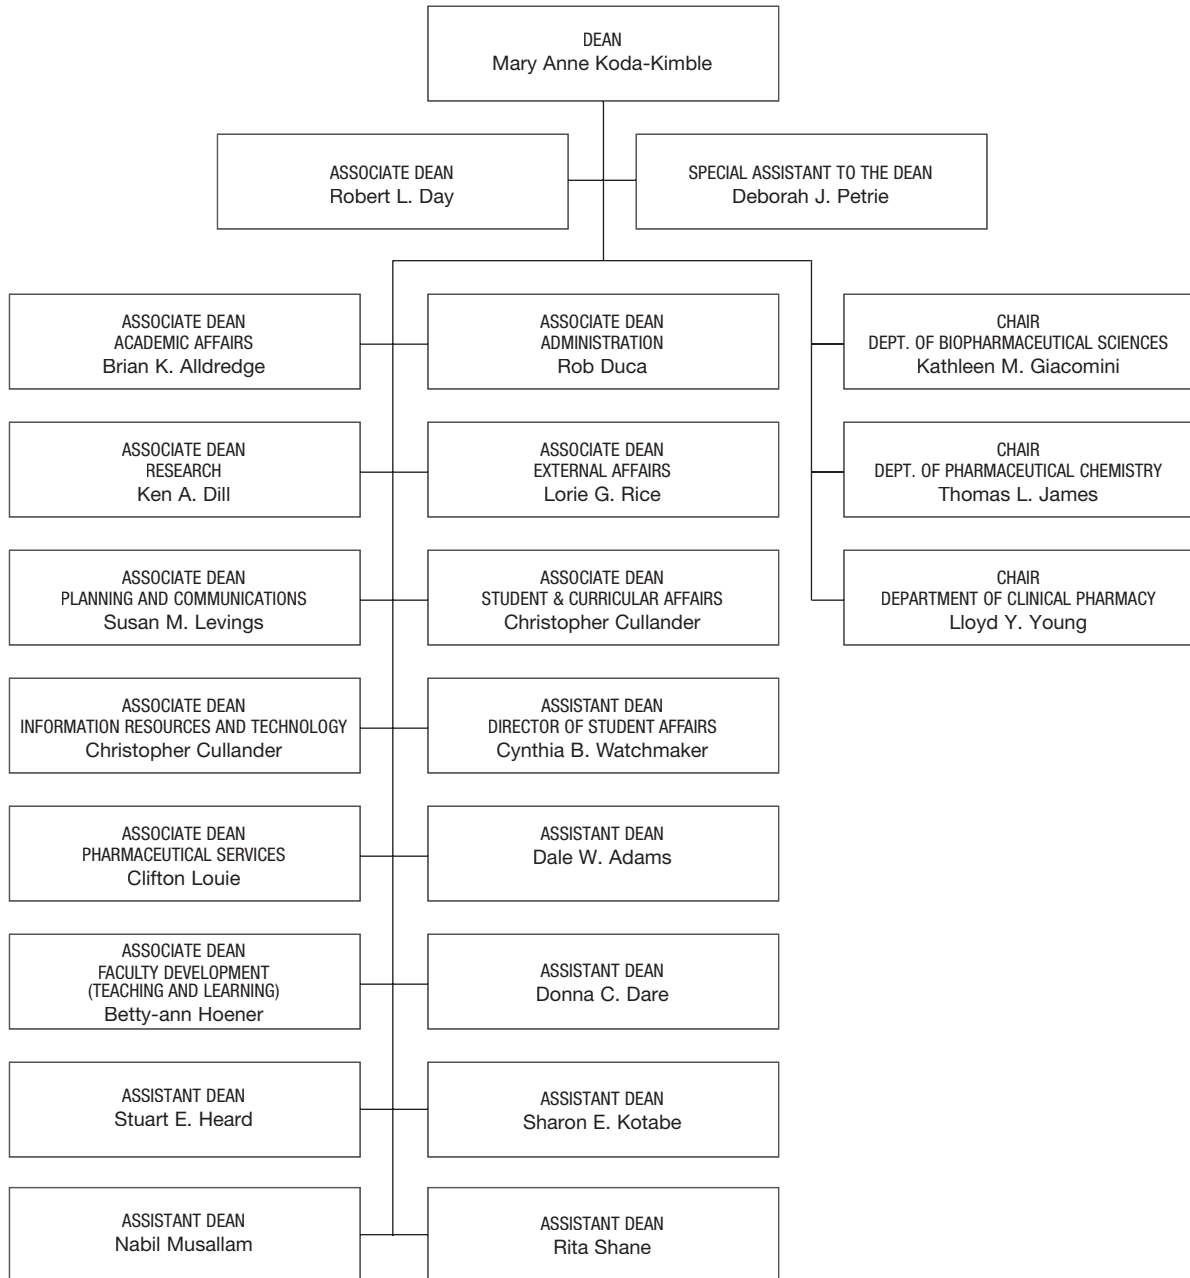 DEAN
Mary Anne Koda-Kimble
ASSOCIATE DEAN
Robert L. Day
SPECIAL ASSISTANT TO THE DEAN
Deborah J. Petrie
ASSOCIATE DEAN
ACADEMIC AFFAIRS
Brian K. Alldredge
ASSOCIATE DEAN
ADMINISTRATION
Rob Duca
CHAIR
DEPT. OF BIOPHARMACEUTICAL SCIENCES
Kathleen M. Giacomini
ASSOCIATE DEAN
RESEARCH
Ken A. Dill
ASSOCIATE DEAN
EXTERNAL AFFAIRS
Lorie G. Rice
CHAIR
DEPT. OF PHARMACEUTICAL CHEMISTRY
Thomas L. James
ASSOCIATE DEAN
PLANNING AND COMMUNICATIONS
Susan M. Levings
ASSOCIATE DEAN
STUDENT & CURRICULAR AFFAIRS
Christopher Cullander
CHAIR
DEPARTMENT OF CLINICAL PHARMACY
Lloyd Y. Young
ASSOCIATE DEAN
INFORMATION RESOURCES AND TECHNOLOGY
Christopher Cullander
ASSISTANT DEAN
DIRECTOR OF STUDENT AFFAIRS
Cynthia B. Watchmaker
ASSOCIATE DEAN
PHARMACEUTICAL SERVICES
Clifton Louie
ASSISTANT DEAN
Dale W. Adams
ASSOCIATE DEAN
FACULTY DEVELOPMENT
(TEACHING AND LEARNING)
Betty-ann Hoener
ASSISTANT DEAN
Donna C. Dare
ASSISTANT DEAN
Stuart E. Heard
ASSISTANT DEAN
Sharon E. Kotabe
ASSISTANT DEAN
Nabil Musallam
ASSISTANT DEAN
Rita Shane